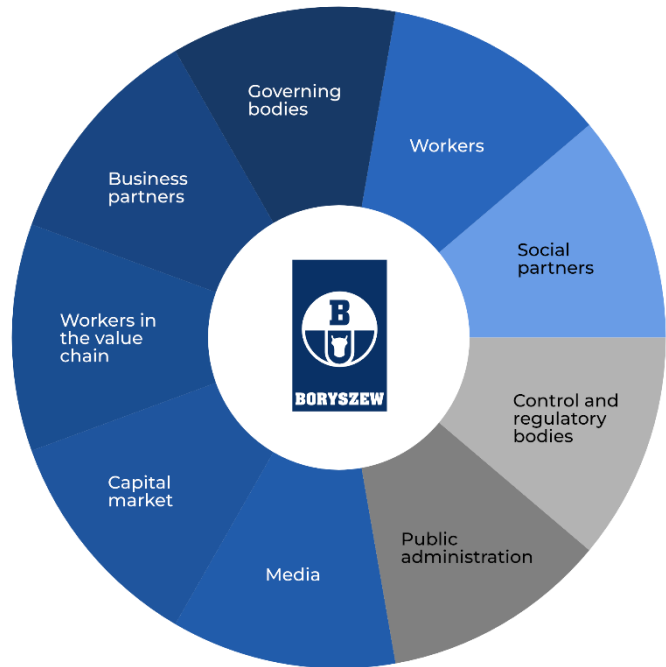 Governing
bodies
Workers
Social
partners
Control and
regulatory
bodies
Public
administration
Media
Capital
market
Workers in
the value
chain
Business
partners
B
BORYSZEW